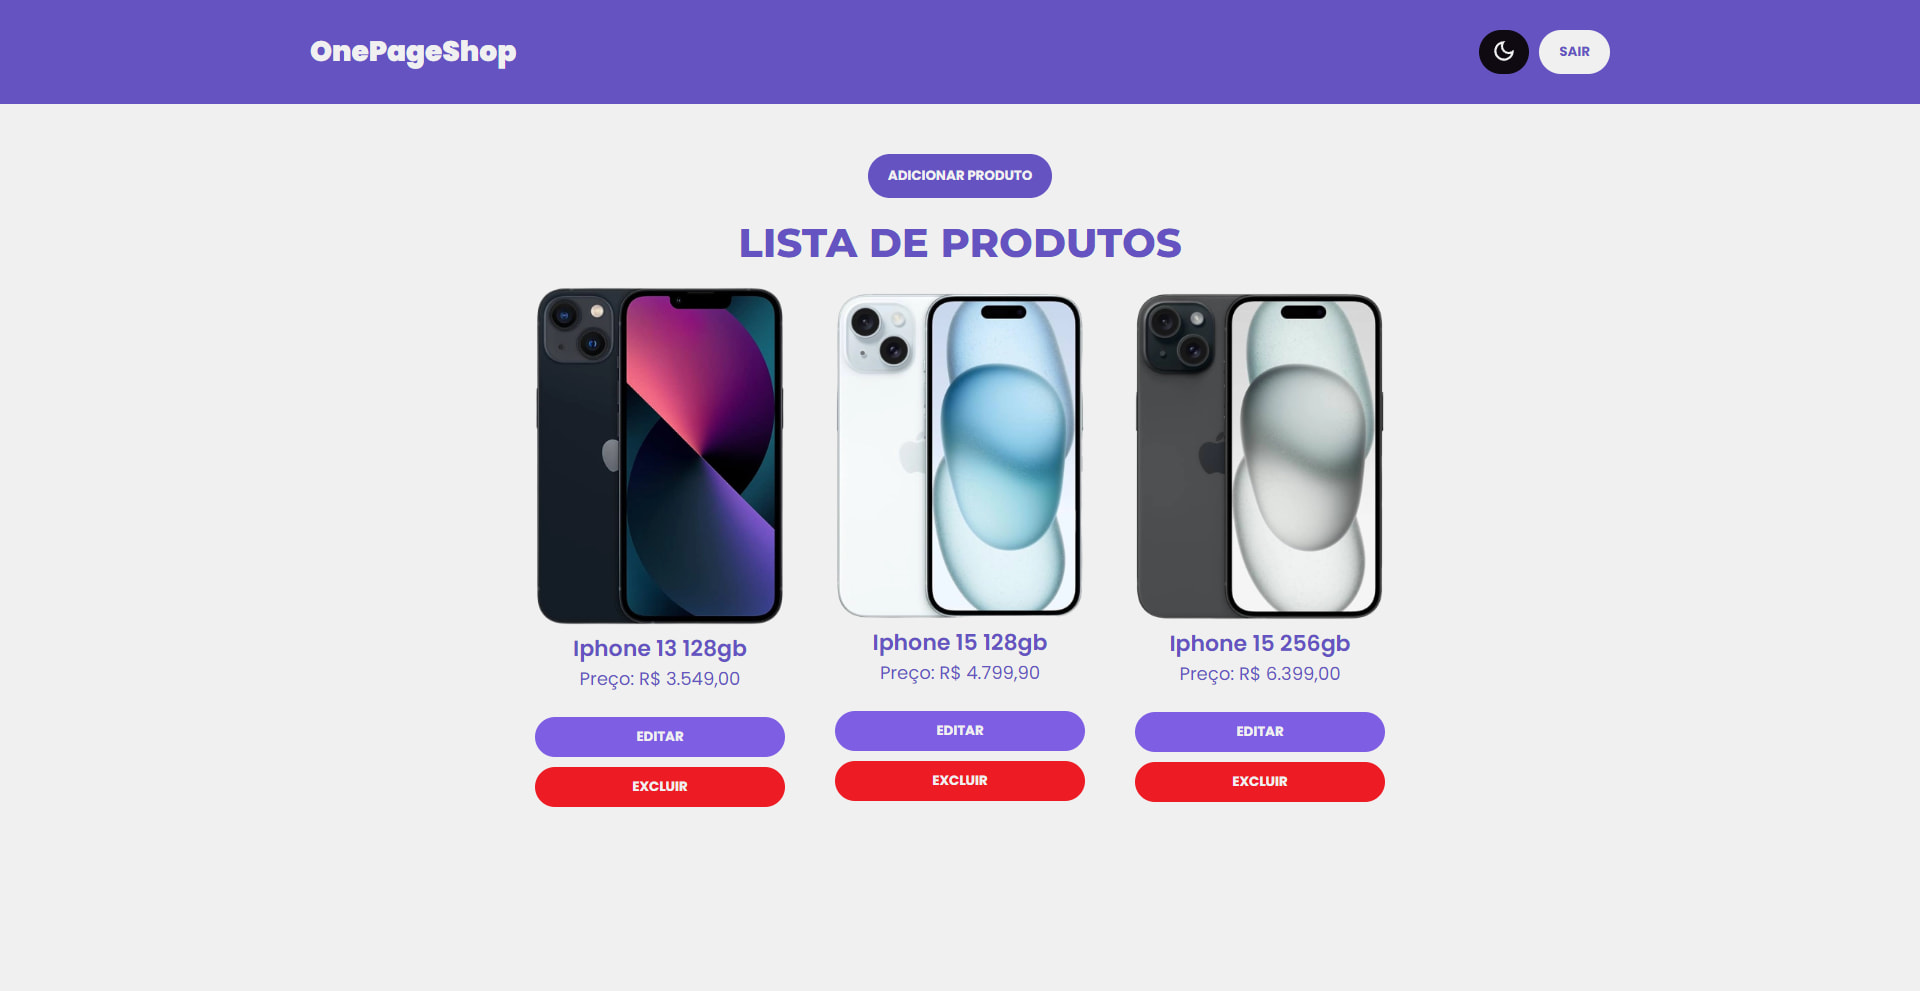 OnePageShop
SAIR
ADICIONAR PRODUTO
LISTA DE PRODUTOS
Iphone 13 128gb
Preço: R$ 3.549,00
EDITAR
EXCLUIR
Iphone 15 128gb
Preço: R$ 4.799,90
EDITAR
EXCLUIR
Iphone 15 256gb
Preço: R$ 6.399,00
EDITAR
EXCLUIR